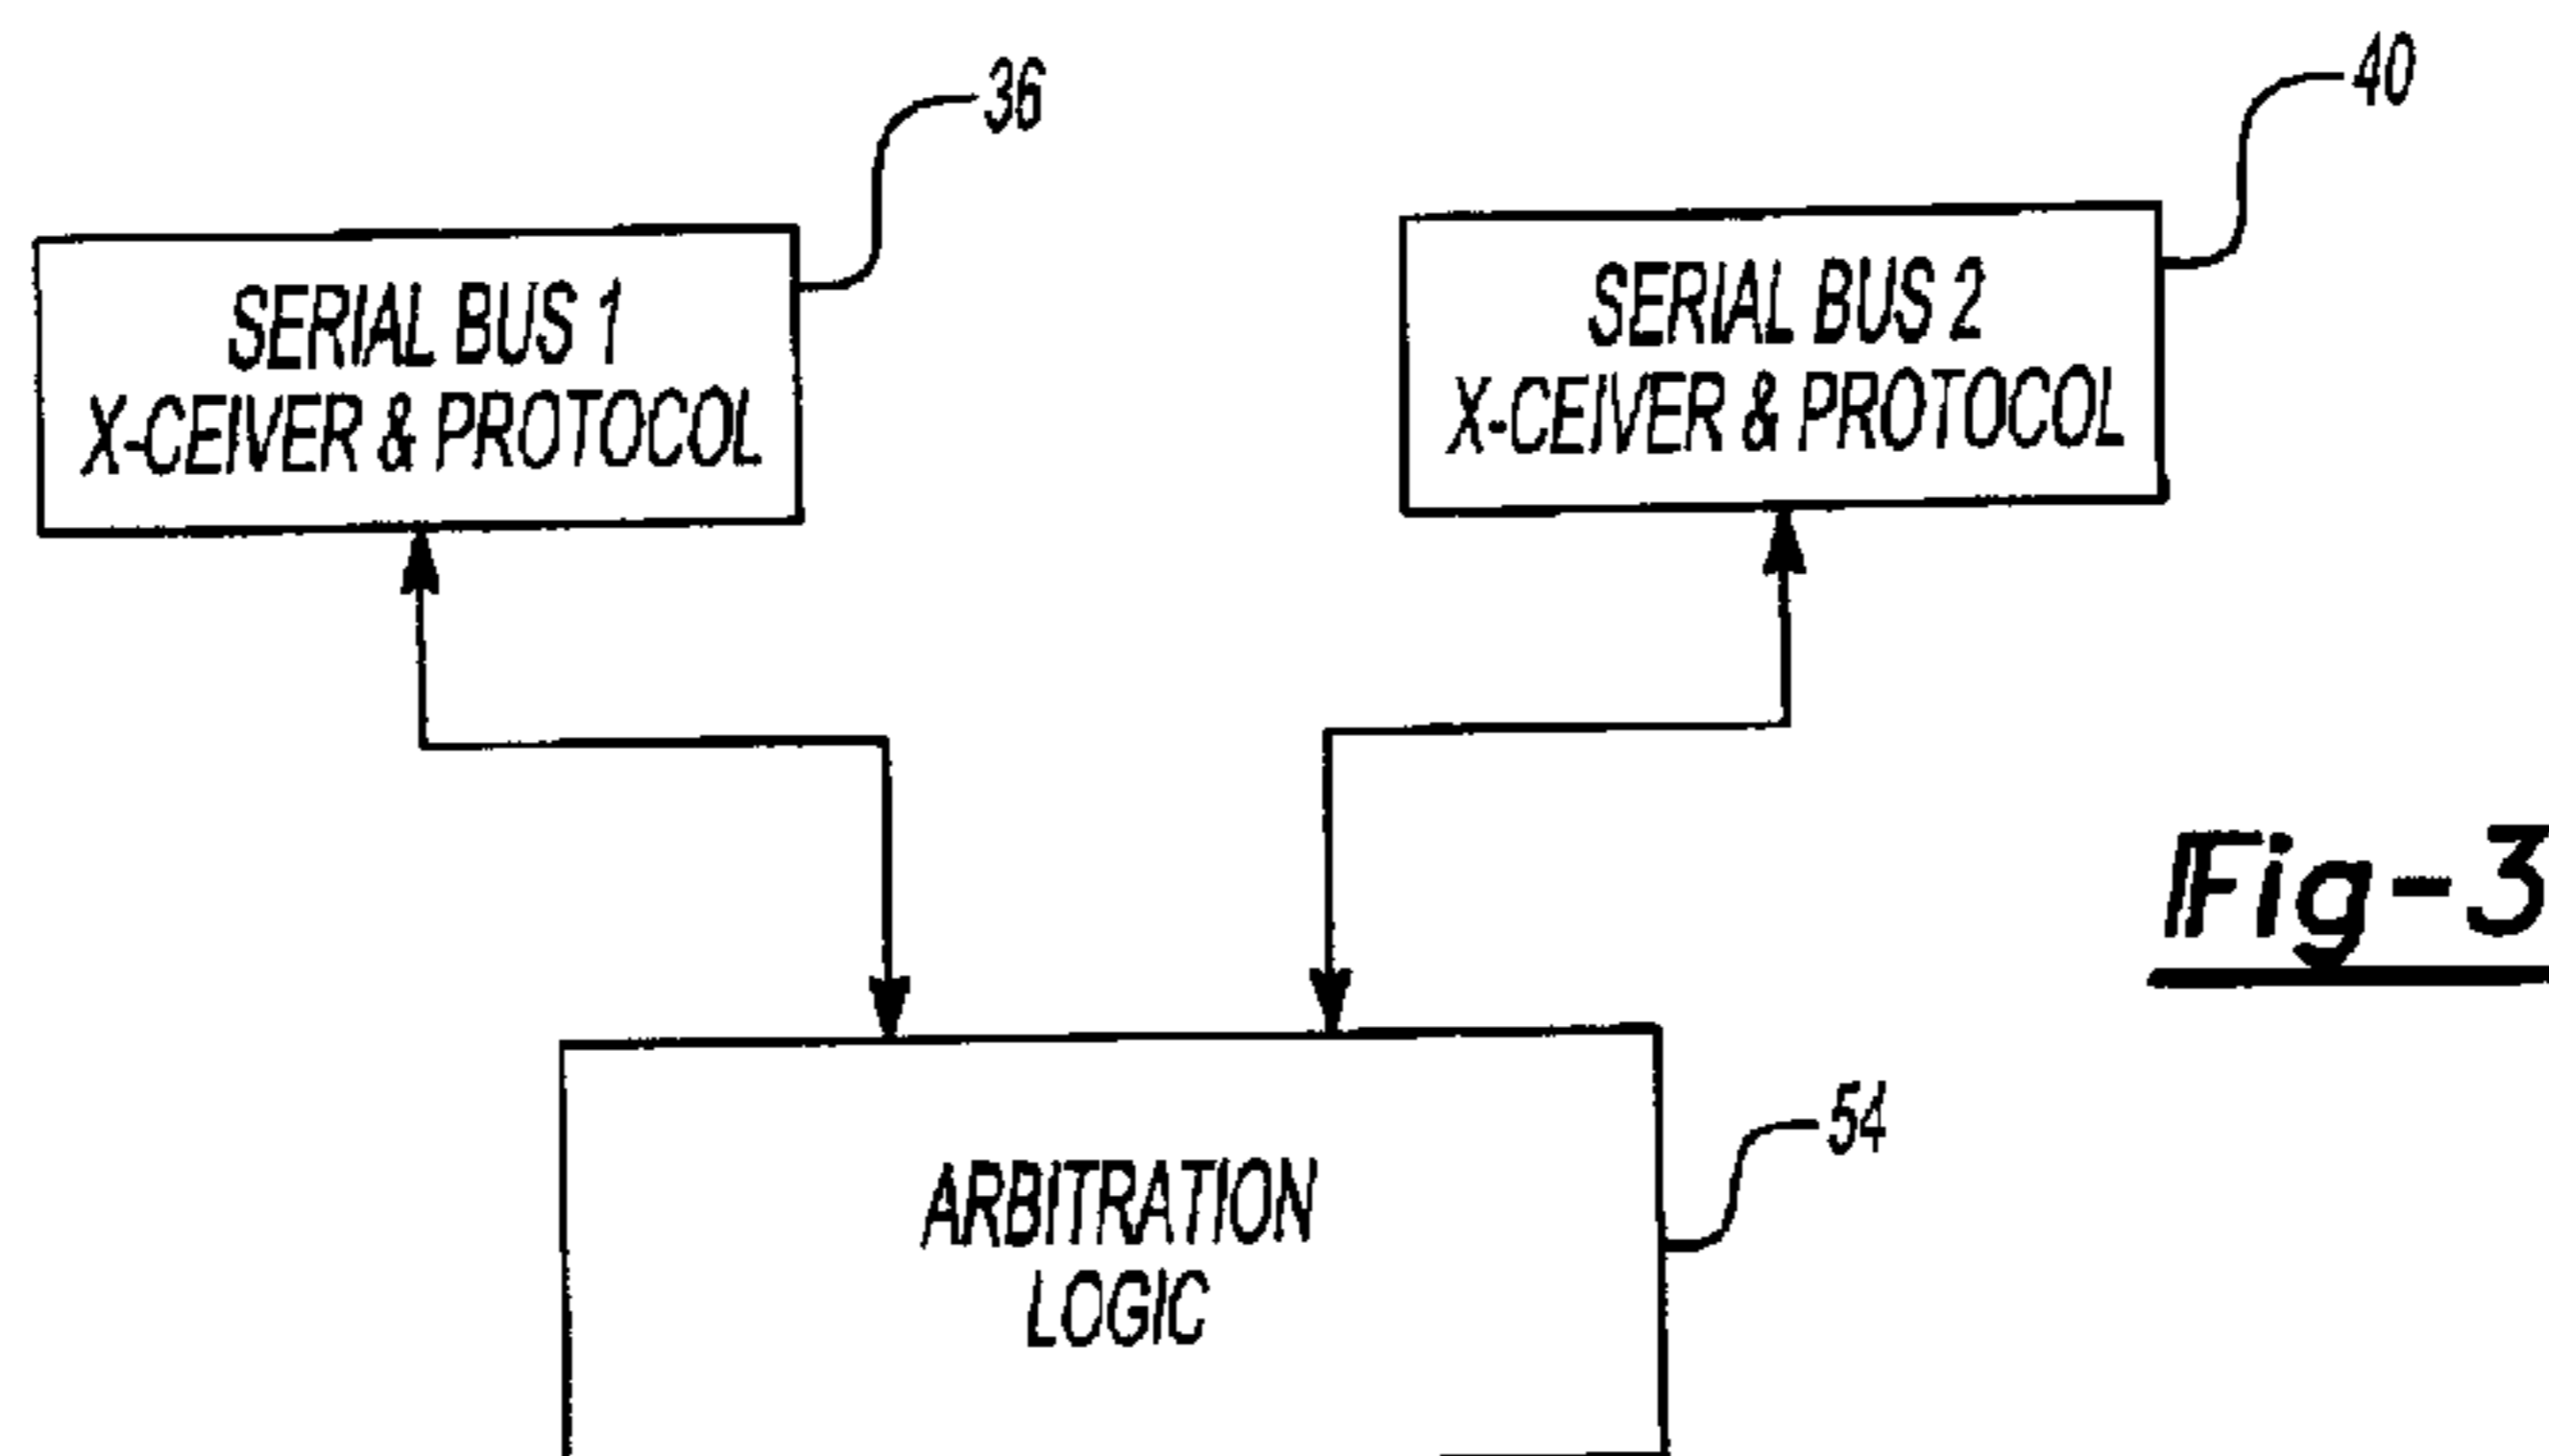 36
40
SERIAL BUS 1
X-CEIVER & PROTOCOL
SERIAL BUS 2
X-CEIVER & PROTOCOL
Fig-3
54
ARBITRATION
LOGIC